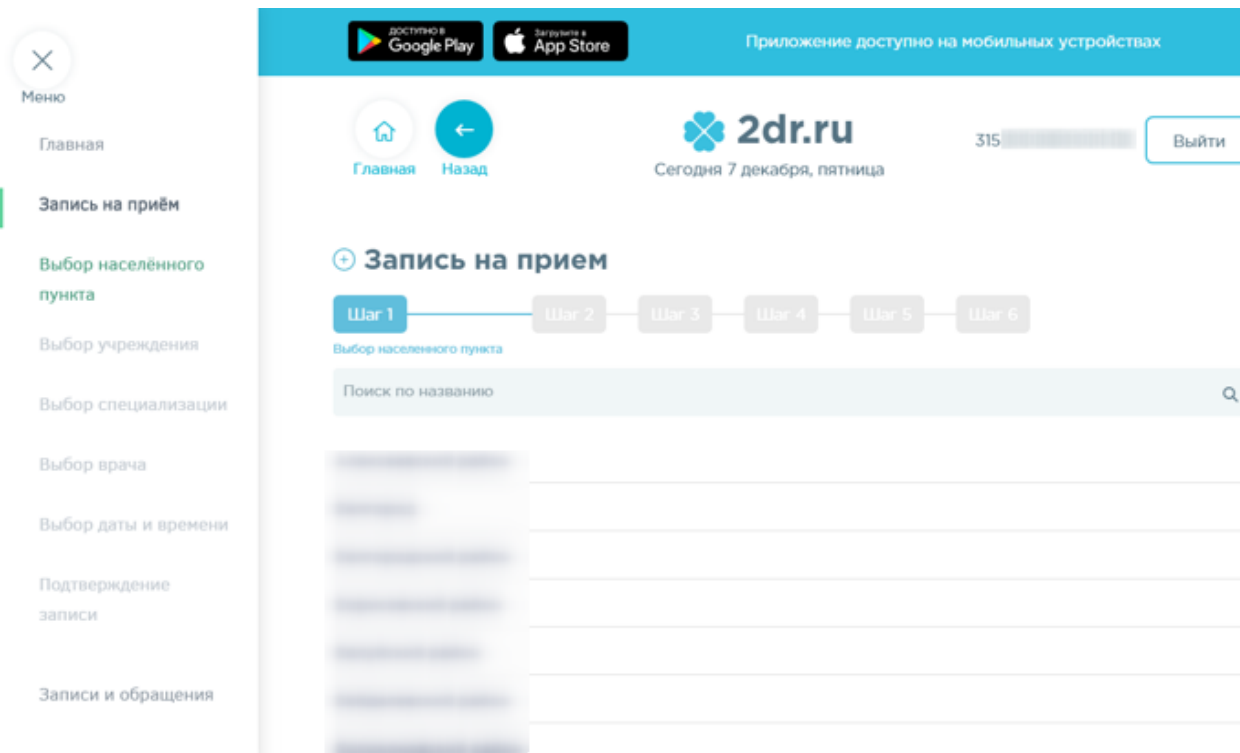 Меню
Главная
Запись на приём
Выбор населённого
пункта
Выбор учреждения
Выбор специализации
Выбор врача
Выбор даты и времени
Подтверждение
записи
Записи и обращения
ДОСТУПНО В
Google Play
Загрузите в
App Store
Приложение доступно на мобильных устройствах
Главная
Назад
2dr.ru
Сегодня 7 декабря, пятница
315
Выйти
Запись на прием
Шаг 1
Шаг 2
Шаг 3
Шаг 4
Шаг 5
Шаг 6
Выбор населенного пункта
Поиск по названию